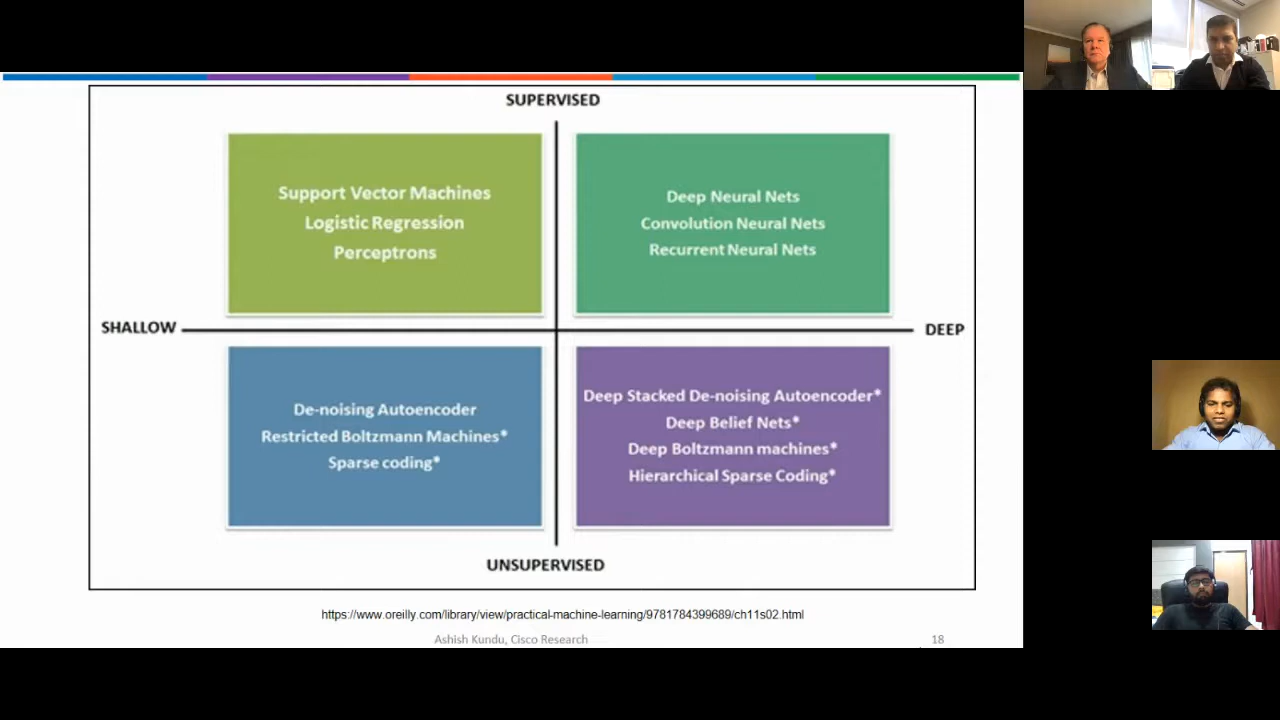 SUPERVISED
Support Vector Machines
Logistic Regression
Perceptrons
Deep Neural Nets
Convolution Neural Nets
Recurrent Neural Nets
SHALLOW
DEEP
De-noising Autoencoder
Restricted Boltzmann Machines*
Sparse coding*
Deep Stacked De-noising Autoencoder*
Deep Belief Nets*
Deep Boltzmann machines*
Hierarchical Sparse Coding*
UNSUPERVISED
https://www.oreilly.com/library/view/practical-machine-learning/9781784399689/ch11s02.html
Ashish Kundu, Cisco Research
18